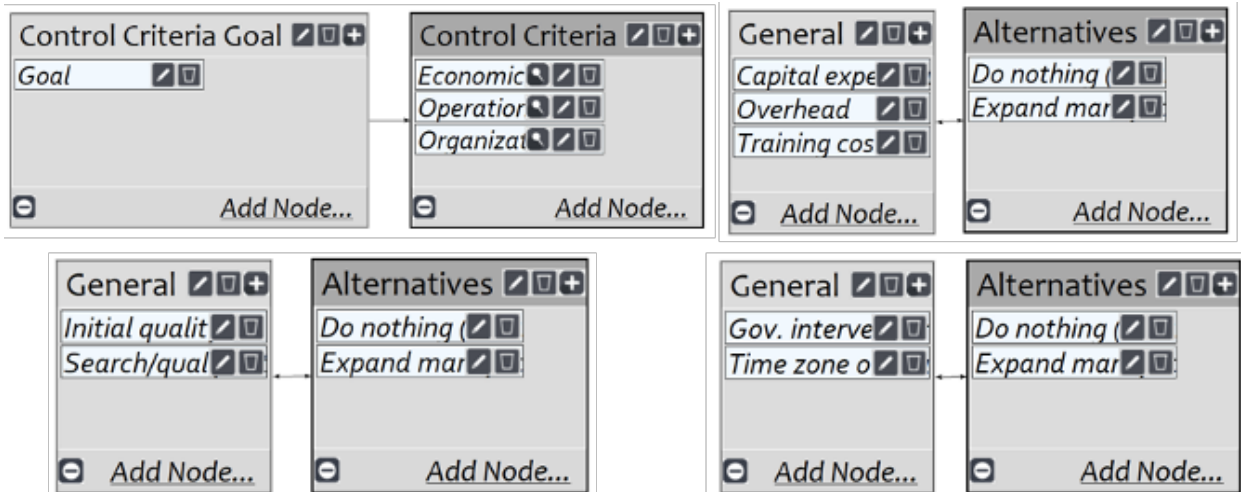 Control Criteria Goal
Goal
Add Node...
Control Criteria
Economic
Operation
Organizat
Add Node...
General
Capital expe
Overhead
Training cos
Add Node...
Alternatives
Do nothing (
Expand mar
Add Node...
General
Initial qualit
Search/qual
Add Node...
Alternatives
Do nothing (
Expand mar
Add Node...
General
Gov. interve
Time zone o
Add Node...
Alternatives
Do nothing (
Expand mar
Add Node...